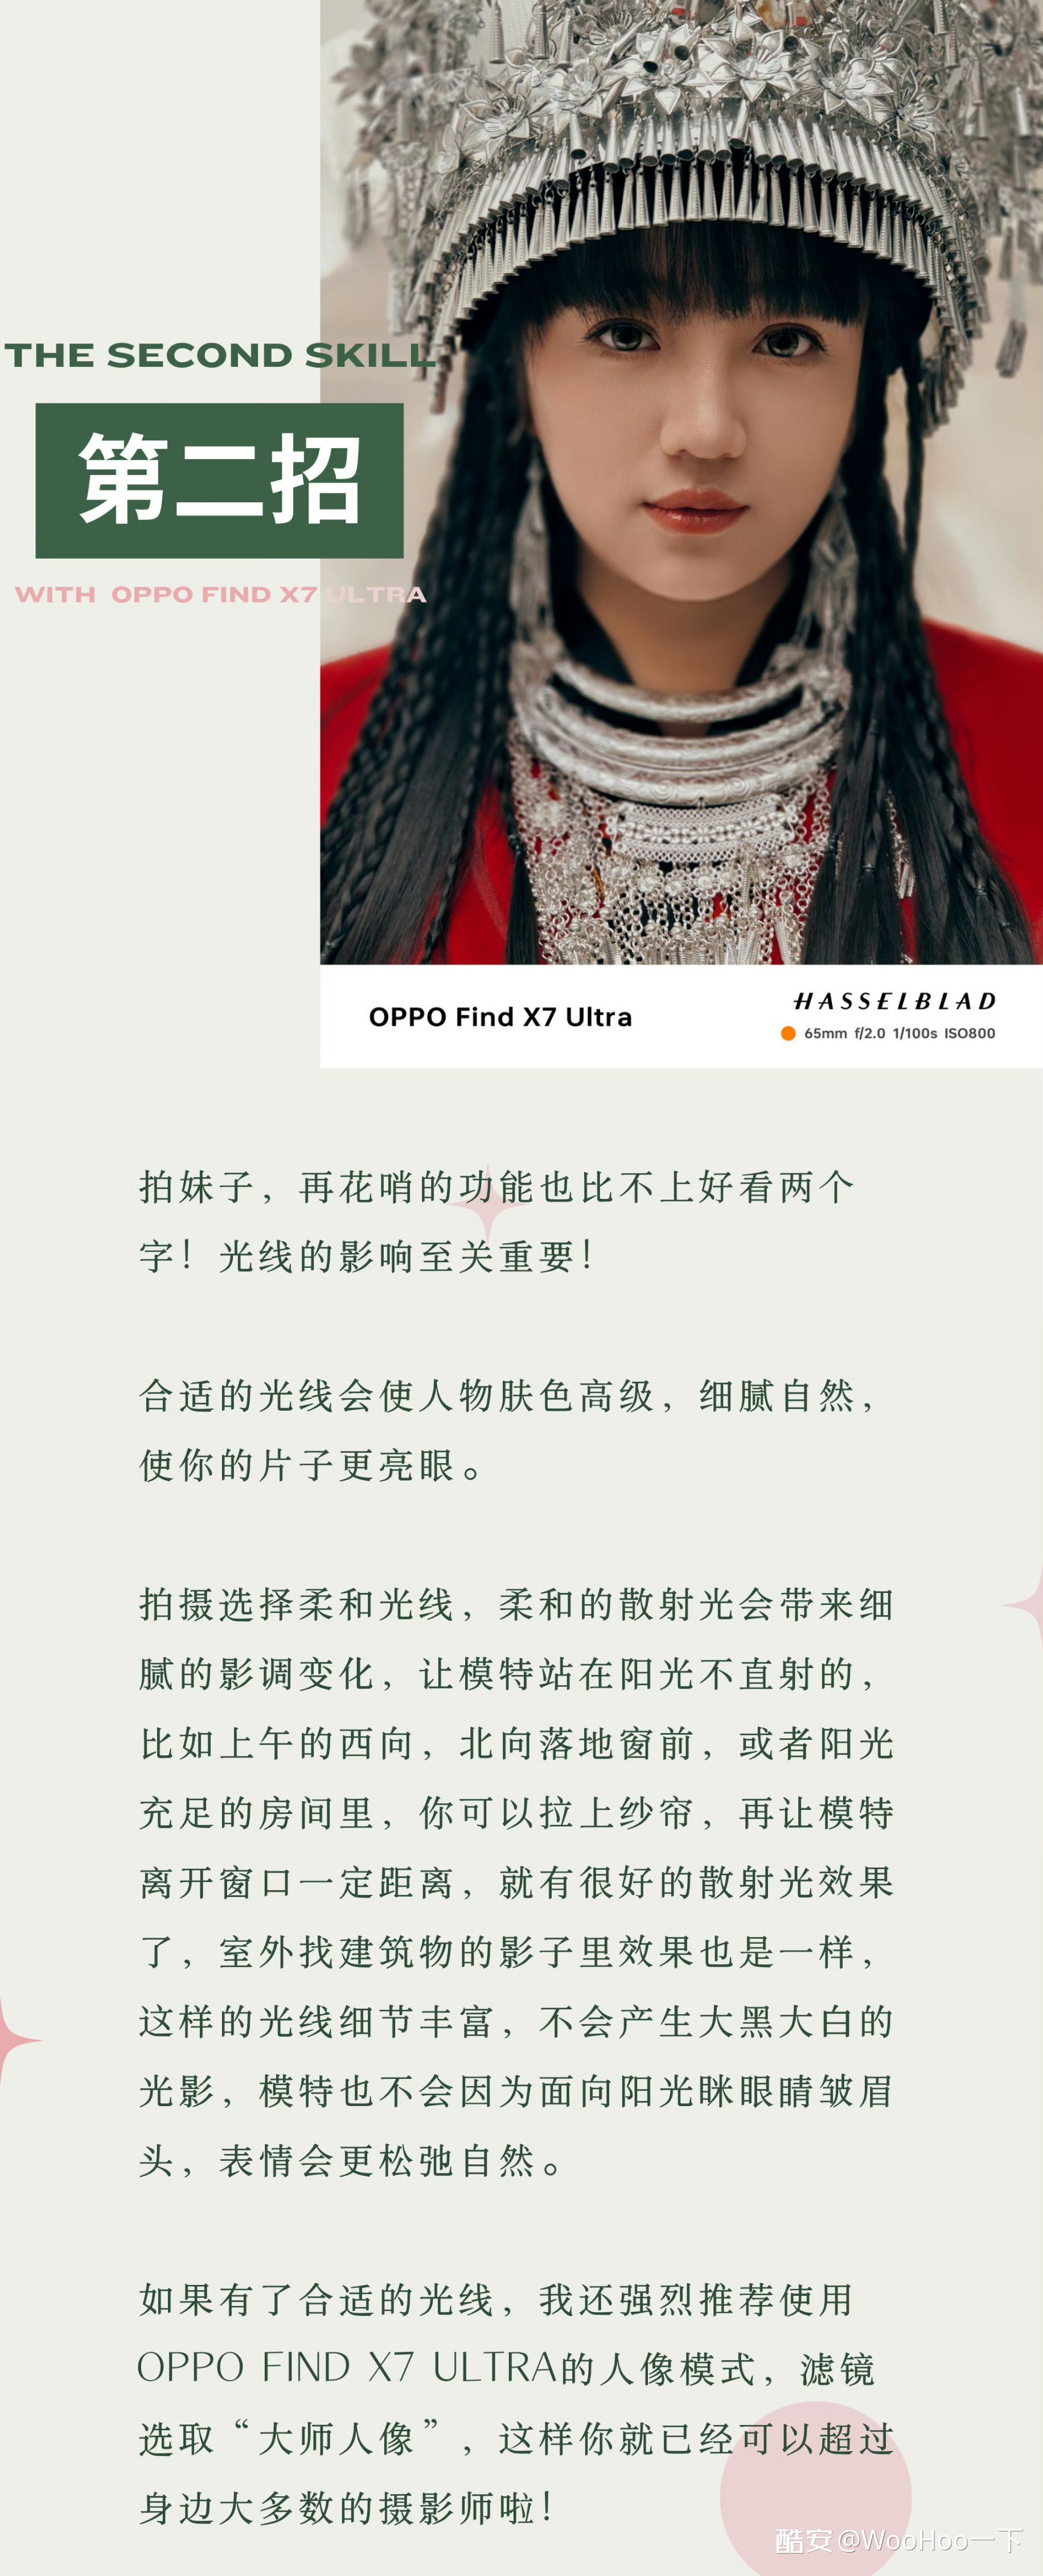 THE SECOND SKILL
第二招
WITH OPPO FIND X7 ULTRA
OPPO Find X7 Ultra
HASSELBLAD
65mm f/2.0 1/100s ISO800
拍妹子，再花哨的功能也比不上好看两个
字！光线的影响至关重要！
合适的光线会使人物肤色高级，细腻自然，
使你的片子更亮眼。
拍摄选择柔和光线，柔和的散射光会带来细
腻的影调变化，让模特站在阳光不直射的，
比如上午的西向，北向落地窗前，或者阳光
充足的房间里，你可以拉上纱帘，再让模特
离开窗口一定距离，就有很好的散射光效果
了，室外找建筑物的影子里效果也是一样，
这样的光线细节丰富，不会产生大黑大白的
光影，模特也不会因为面向阳光眯眼睛皱眉
头，表情会更松弛自然。
如果有了合适的光线，我还强烈推荐使用
OPPO FIND X7 ULTRA的人像模式，滤镜
选取“大师人像”，这样你就已经可以超过
身边大多数的摄影师啦！
酷安@WooHoo一下